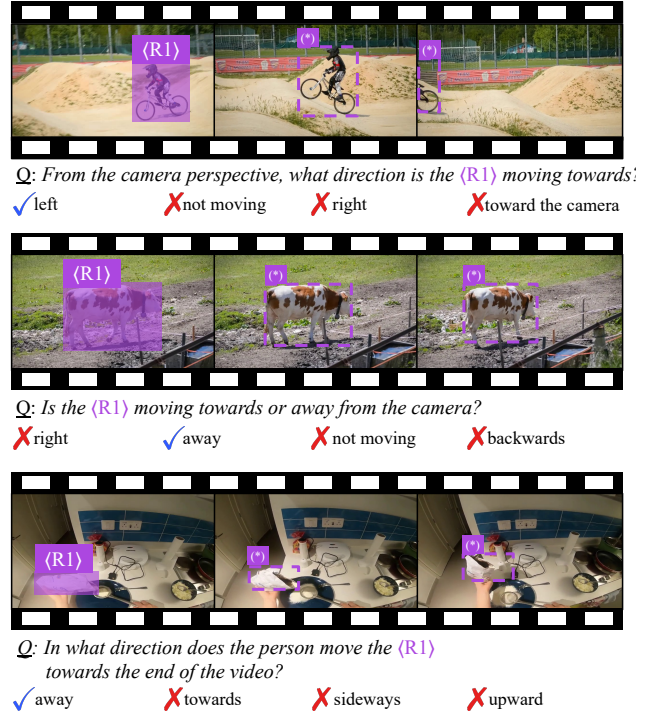 ⟨R1⟩
(*)
(*)
Q: From the camera perspective, what direction is the ⟨R1⟩ moving towards?
✓left ✗not moving ✗right ✗toward the camera
⟨R1⟩
(*)
(*)
Q: Is the ⟨R1⟩ moving towards or away from the camera?
✗right ✓away ✗not moving ✗backwards
⟨R1⟩
(*)
(*)
Q: In what direction does the person move the ⟨R1⟩
towards the end of the video?
✓away ✗towards ✗sideways ✗upward